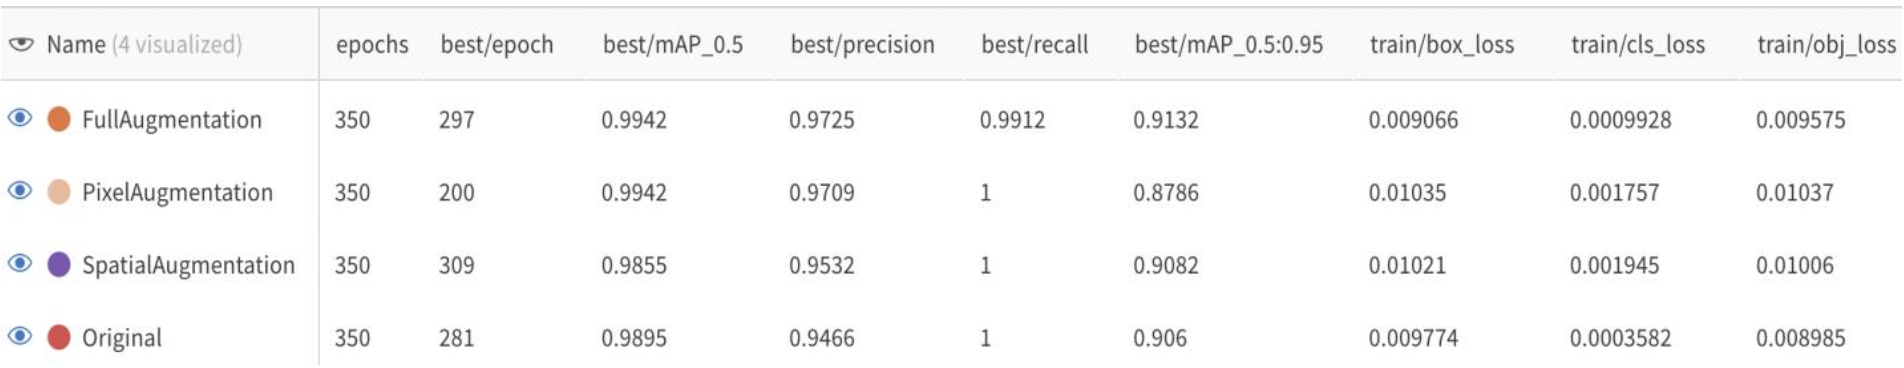 Name (4 visualized) epochs best/epoch best/mAP_0.5 best/precision best/recall best/mAP_0.5:0.95 train/box_loss train/cls_loss train/obj_loss
FullAugmentation 350 297 0.9942 0.9725 0.9912 0.9132 0.009066 0.0009928 0.009575
PixelAugmentation 350 200 0.9942 0.9709 1 0.8786 0.01035 0.001757 0.01037
SpatialAugmentation 350 309 0.9855 0.9532 1 0.9082 0.01021 0.001945 0.01006
Original 350 281 0.9895 0.9466 1 0.906 0.009774 0.0003582 0.008985